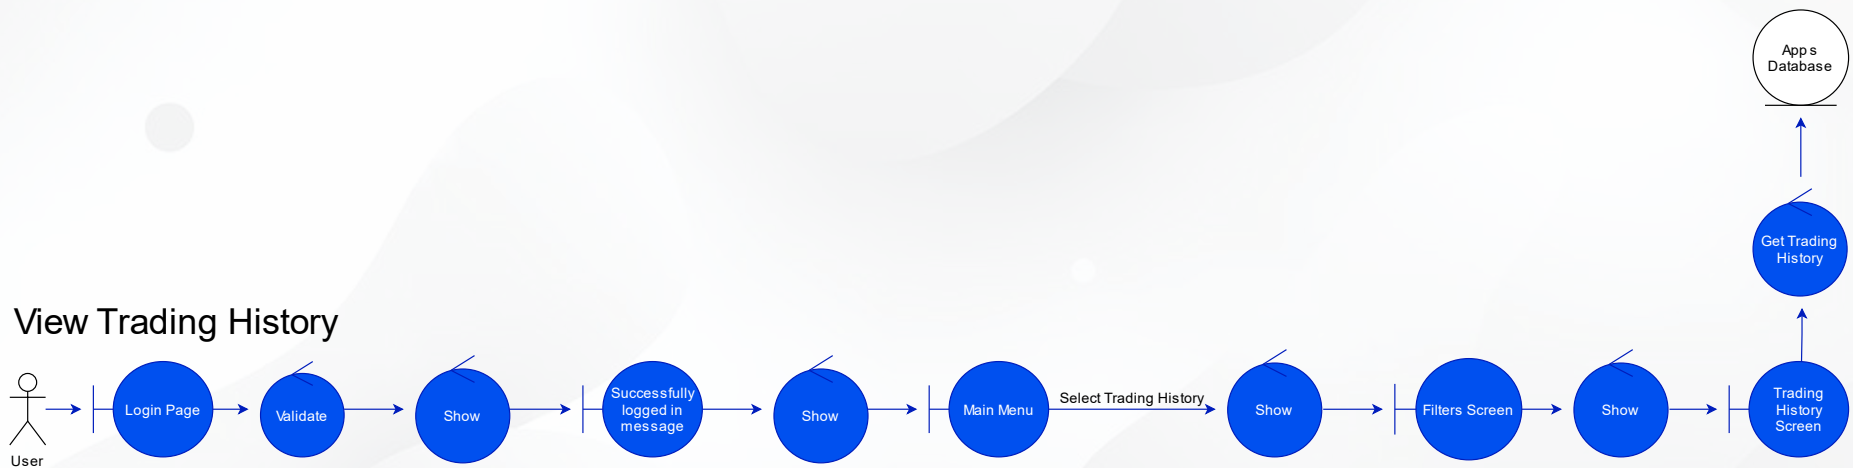 Apps
Database
Get Trading
History
View Trading History
User
Login Page
Validate
Show
Successfully
logged in
message
Show
Main Menu
Select Trading History
Show
Filters Screen
Show
Trading
History
Screen